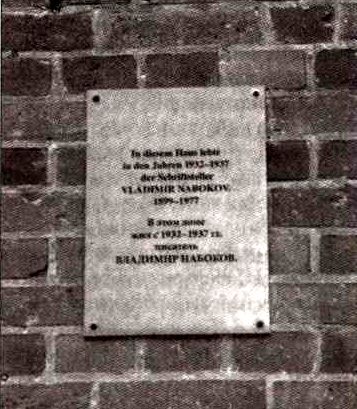 In diesem Haus lebte
in den Jahren 1932–1937
der Schriftsteller
VLADIMIR NABOKOV.
1899–1977
В этом доме
жил с 1932–1937 гг.
писатель
ВЛАДИМИР НАБОКОВ.